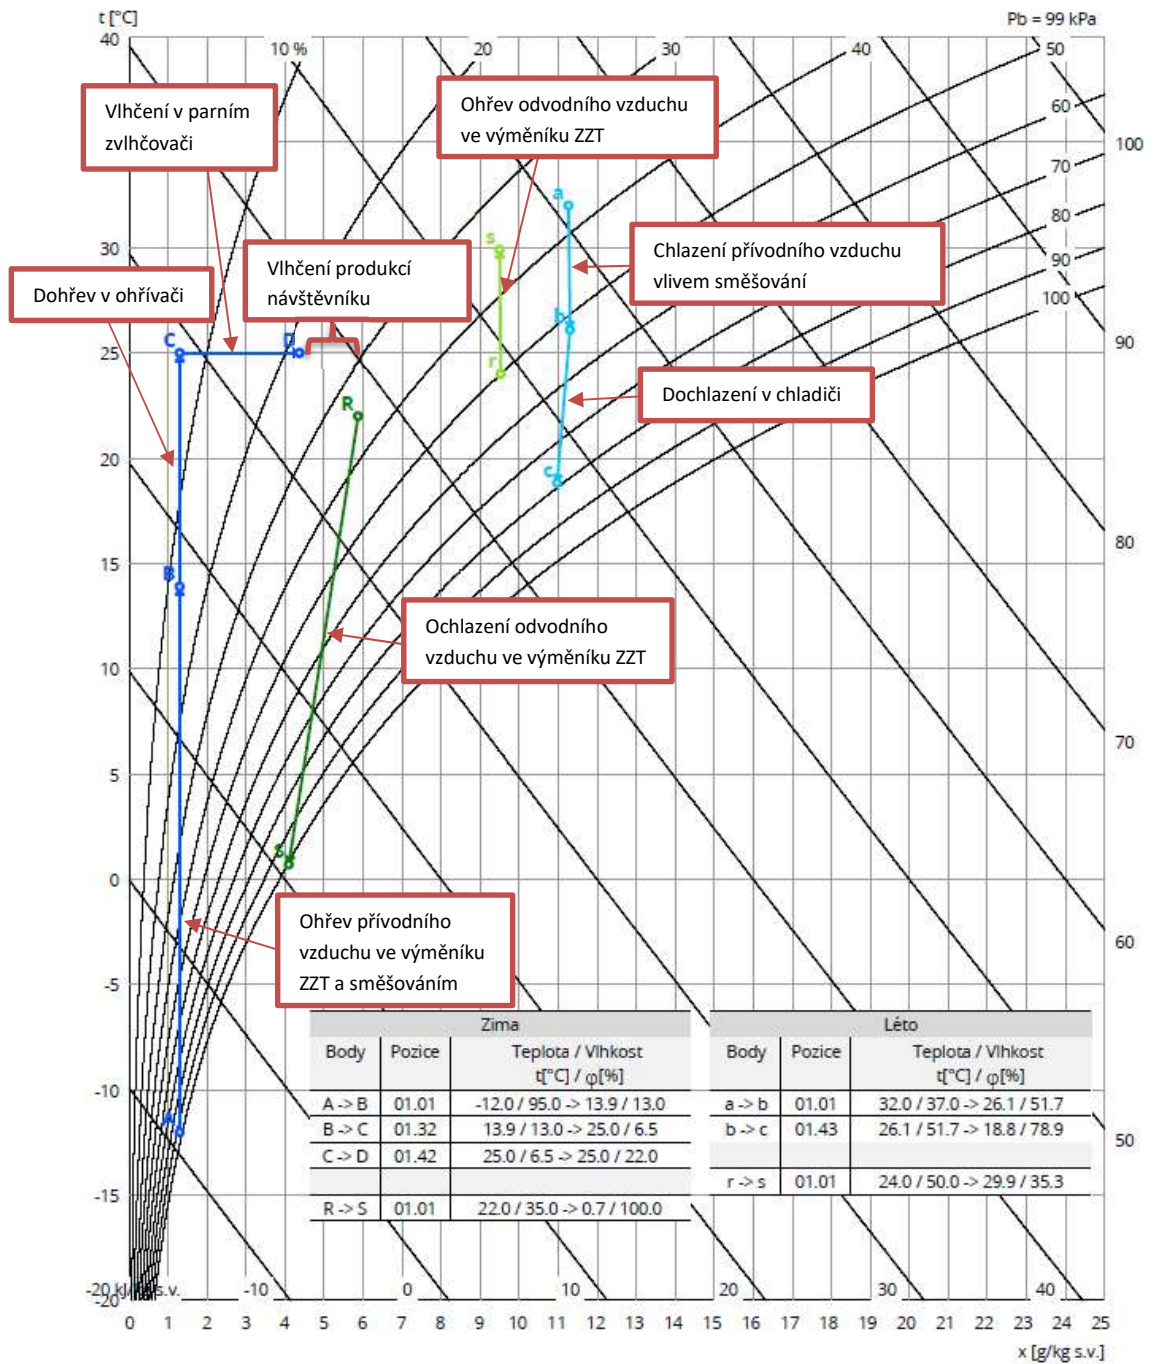 t [°C]
Pb = 99 kPa
40
10 %
20
30
40
50
60
70
80
90
100
100
90
80
70
60
50
Vlhčení v parním
zvlhčovači
Ohřev odvodního vzduchu
ve výměníku ZZT
Chlazení přívodního vzduchu
vlivem směšování
Vlhčení produkcí
návštěvníku
Dohřev v ohřívači
Dochlazení v chladiči
Ochlazení odvodního
vzduchu ve výměníku ZZT
Ohřev přívodního
vzduchu ve výměníku
ZZT a směšováním
a
s
b
r
c
C
D
R
B
S
A
30
25
20
15
10
5
0
-5
-10
-15
-20
Zima
Body Pozice Teplota / Vlhkost
t[°C] / φ[%]
A -> B 01.01 -12.0 / 95.0 -> 13.9 / 13.0
B -> C 01.32 13.9 / 13.0 -> 25.0 / 6.5
C -> D 01.42 25.0 / 6.5 -> 25.0 / 22.0
R -> S 01.01 22.0 / 35.0 -> 0.7 / 100.0
Léto
Body Pozice Teplota / Vlhkost
t[°C] / φ[%]
a -> b 01.01 32.0 / 37.0 -> 26.1 / 51.7
b -> c 01.43 26.1 / 51.7 -> 18.8 / 78.9
r -> s 01.01 24.0 / 50.0 -> 29.9 / 35.3
-20 s.v. -10 0 10 20 30 40
0 1 2 3 4 5 6 7 8 9 10 11 12 13 14 15 16 17 18 19 20 21 22 23 24 25
x [g/kg s.v.]